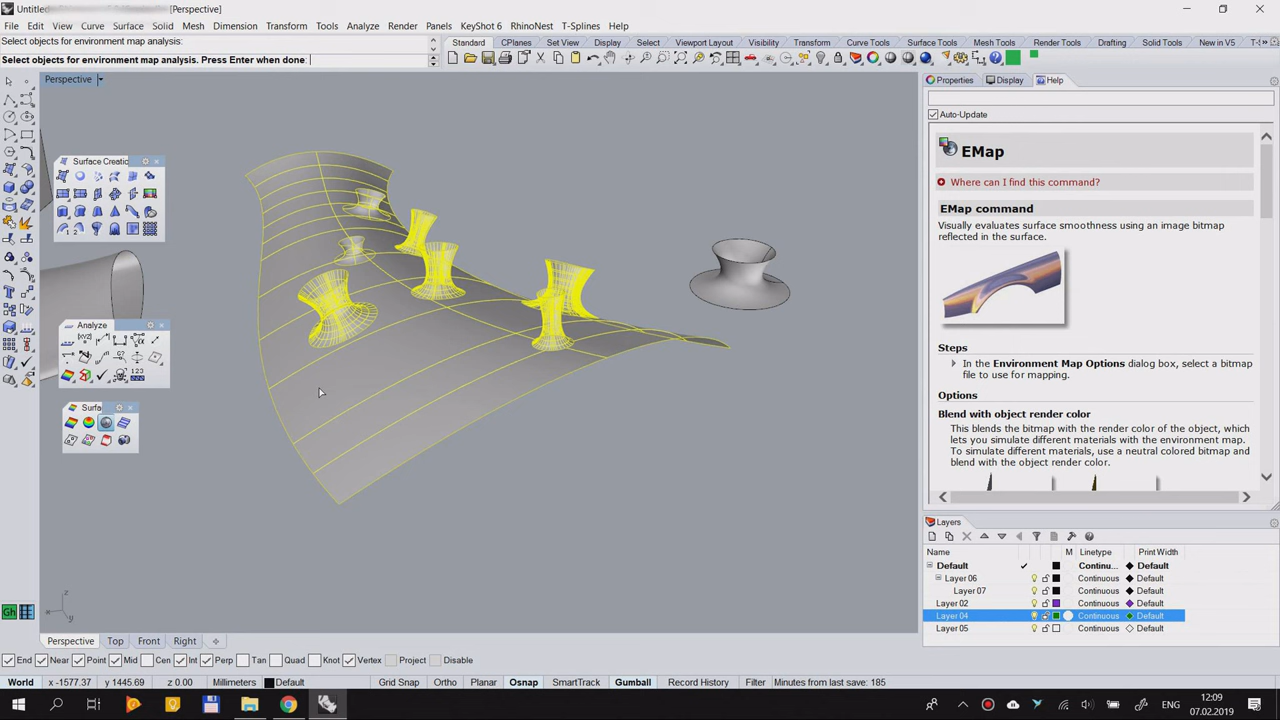 Untitled - [Perspective]
File Edit View Curve Surface Solid Mesh Dimension Transform Tools Analyze Render Panels KeyShot 6 RhinoNest T-Splines Help
Select objects for environment map analysis:
Standard CPlanes Set View Display Select Viewport Layout Visibility Transform Curve Tools Surface Tools Mesh Tools Render Tools Drafting Solid Tools New in V5
Select objects for environment map analysis. Press Enter when done:
Perspective
Properties Display Help
Auto-Update
EMap
Surface Creatio
Where can I find this command?
EMap command
Visually evaluates surface smoothness using an image bitmap
reflected in the surface.
Analyze
Steps
In the Environment Map Options dialog box, select a bitmap
file to use for mapping.
Options
Surfa
Blend with object render color
This blends the bitmap with the render color of the object, which
lets you simulate different materials with the environment map.
To simulate different materials, use a neutral colored bitmap and
blend with the object render color.
Layers
Name M Linetype Print Width
Default Continu... Default
Layer 06 Continuous Default
Layer 07 Continuous Default
Layer 02 Continuous Default
Layer 04 Continuous Default
Layer 05 Continuous Default
z
x y
Gh
Perspective Top Front Right
End Near Point Mid Cen Int Perp Tan Quad Knot Vertex Project Disable
World x -1577.37 y 1445.69 z 0.00 Millimeters Default Grid Snap Ortho Planar Osnap SmartTrack Gumball Record History Filter Minutes from last save: 185
ENG
12:09
07.02.2019